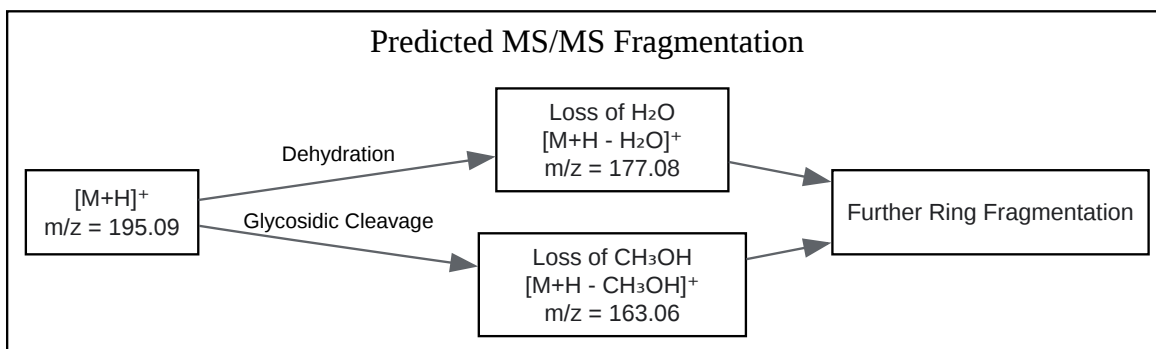 Predicted MS/MS Fragmentation
[M+H]⁺
m/z = 195.09
Dehydration
Glycosidic Cleavage
Loss of H₂O
[M+H - H₂O]⁺
m/z = 177.08
Loss of CH₃OH
[M+H - CH₃OH]⁺
m/z = 163.06
Further Ring Fragmentation